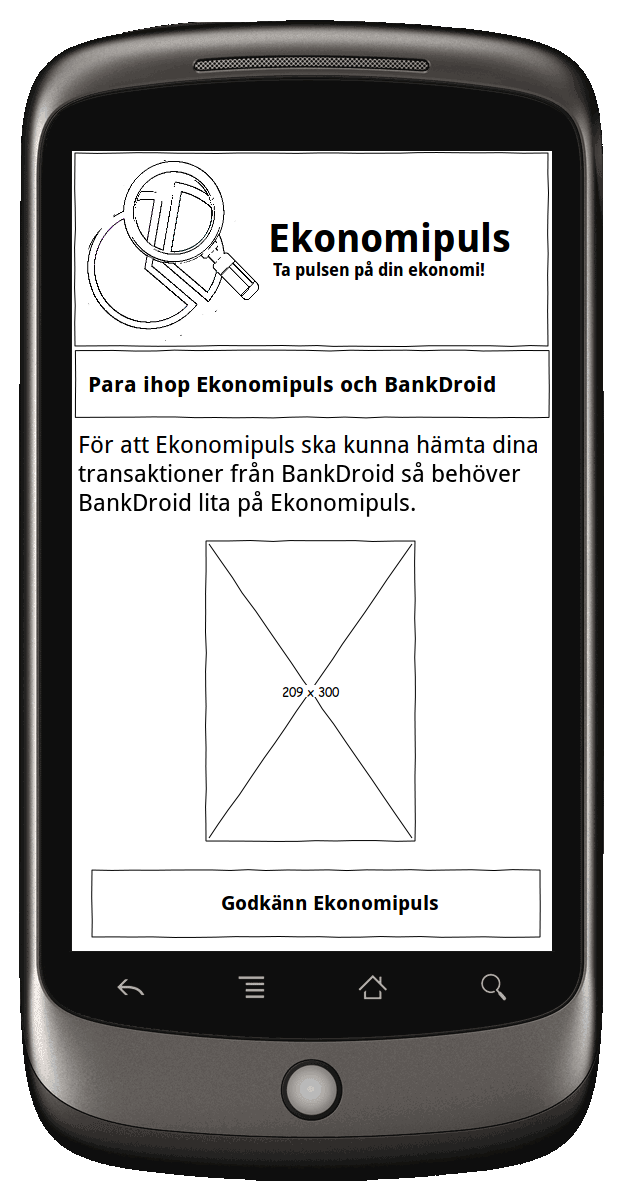 Ekonomipuls
Ta pulsen på din ekonomi!
Para ihop Ekonomipuls och BankDroid
För att Ekonomipuls ska kunna hämta dina
transaktioner från BankDroid så behöver
BankDroid lita på Ekonomipuls.
209 x 300
Godkänn Ekonomipuls